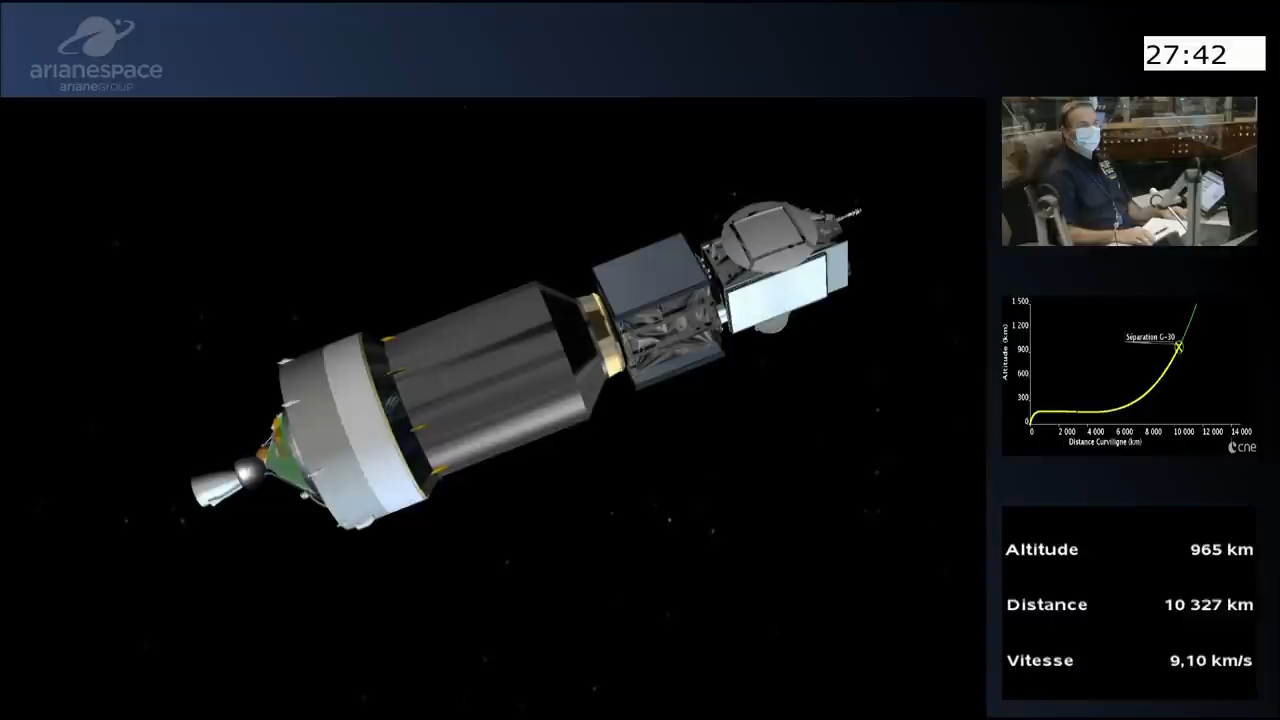 arianespace
arianeGROUP
27:42
Altitude (km)
1 500
1 200
900
600
300
0
Séparation G-30
0 2 000 4 000 6 000 8 000 10 000 12 000 14 000
Distance Curviligne (km)
cne
Altitude 965 km
Distance 10 327 km
Vitesse 9,10 km/s